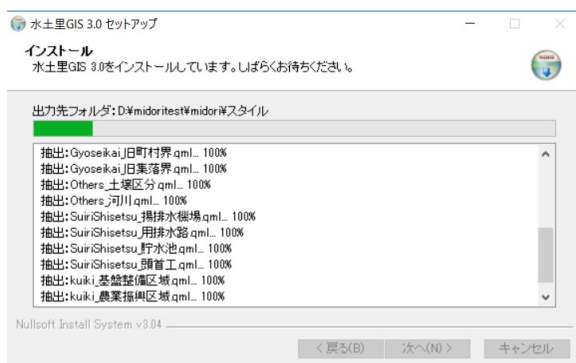 水土里GIS 3.0 セットアップ
インストール
水土里GIS 3.0をインストールしています。しばらくお待ちください。
出力先フォルダ: D:¥midoritest¥midori¥スタイル
抽出: Gyoseikai_旧町村界.qml... 100%
抽出: Gyoseikai_旧集落界.qml... 100%
抽出: Others_土壌区分.qml... 100%
抽出: Others_河川.qml... 100%
抽出: SuiriShisetsu_揚排水機場.qml... 100%
抽出: SuiriShisetsu_用排水路.qml... 100%
抽出: SuiriShisetsu_貯水池.qml... 100%
抽出: SuiriShisetsu_頭首工.qml... 100%
抽出: kuiki_基盤整備区域.qml... 100%
抽出: kuiki_農業振興区域.qml... 100%
Nullsoft Install System v3.04
< 戻る(B) 次へ(N) > キャンセル